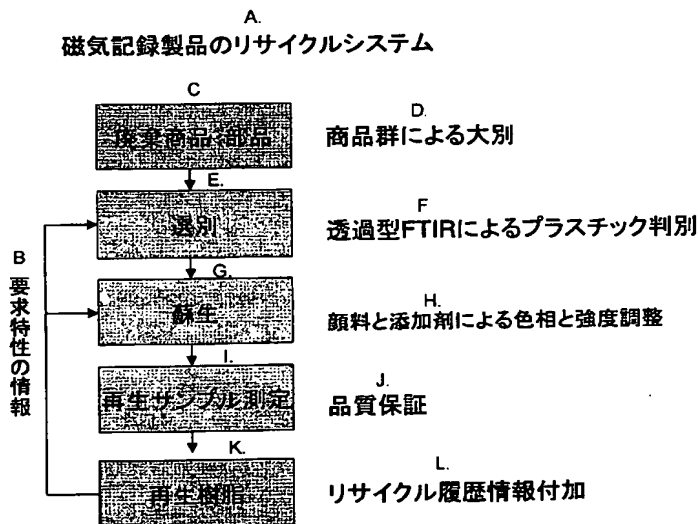 A.
磁気記録製品のリサイクルシステム
C
廃棄商品・部品
D.
商品群による大別
E.
選別
F
透過型FTIRによるプラスチック判別
B
要求特性の情報
G.
蘇生
H.
顔料と添加剤による色相と強度調整
I.
再生サンプル測定
J.
品質保証
K.
再生樹脂
L.
リサイクル履歴情報付加